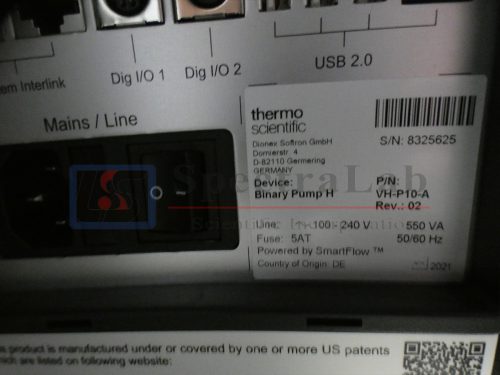 em Interlink
Dig I/O 1
Dig I/O 2
USB 2.0
Mains / Line
thermo
scientific
S/N: 8325625
Dionex Softron GmbH
Dornierstr. 4
D-82110 Germering
GERMANY
Device: P/N:
Binary Pump H VH-P10-A
Rev.: 02
Line: 100- 240 V 550 VA
Fuse: 5AT 50/60 Hz
Powered by SmartFlow ™
Country of Origin: DE 2021
SpectraLab
product is manufactured under or covered by one or more US patents
which are listed on following website: